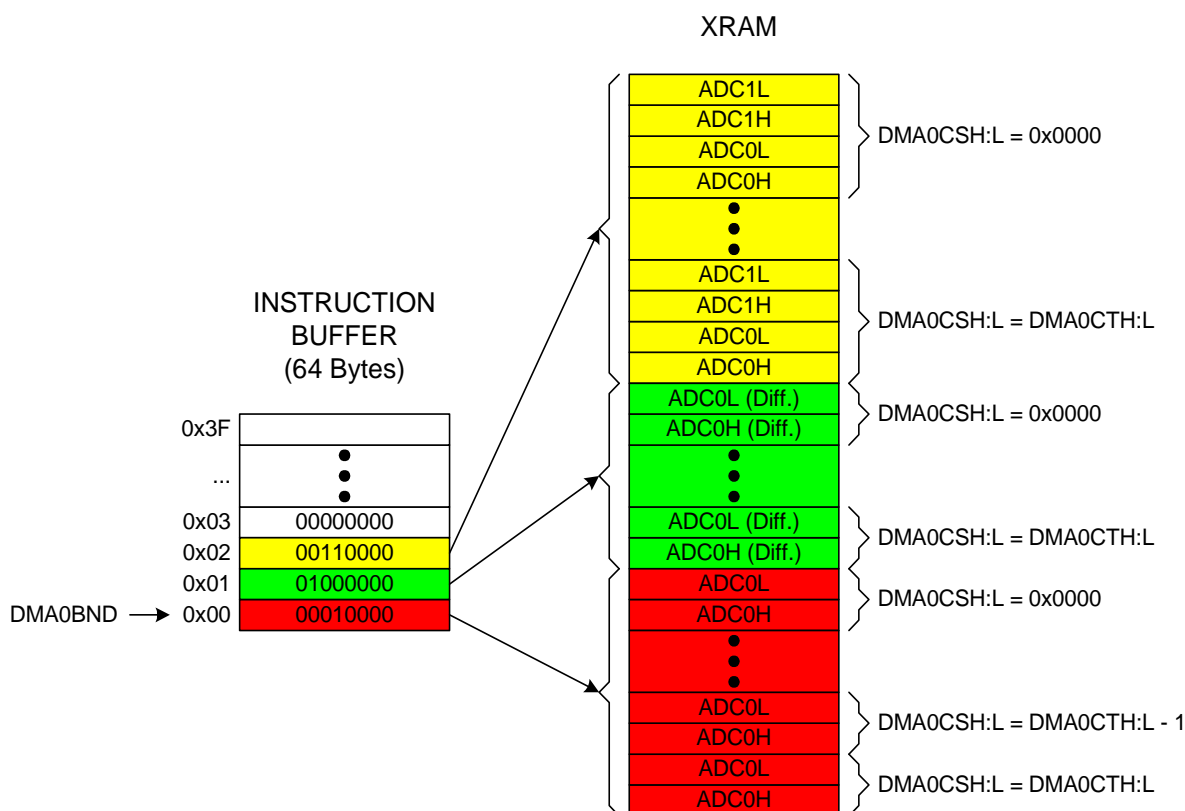 XRAM
ADC1L
ADC1H
DMA0CSH:L = 0x0000
ADC0L
ADC0H
ADC1L
ADC1H
DMA0CSH:L = DMA0CTH:L
ADC0L
ADC0H
INSTRUCTION
BUFFER
(64 Bytes)
ADC0L (Diff.)
DMA0CSH:L = 0x0000
ADC0H (Diff.)
0x3F
...
0x03 00000000
ADC0L (Diff.)
DMA0CSH:L = DMA0CTH:L
0x02 00110000
ADC0H (Diff.)
0x01 01000000
ADC0L
DMA0CSH:L = 0x0000
DMA0BND 0x00 00010000
ADC0H
ADC0L
DMA0CSH:L = DMA0CTH:L - 1
ADC0H
ADC0L
DMA0CSH:L = DMA0CTH:L
ADC0H